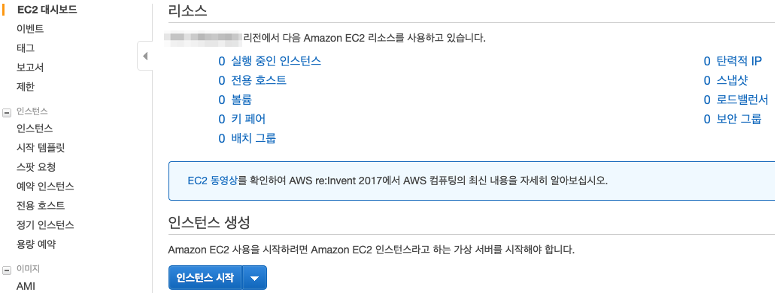 EC2 대시보드
이벤트
태그
보고서
제한
인스턴스
인스턴스
시작 템플릿
스팟 요청
예약 인스턴스
전용 호스트
정기 인스턴스
용량 예약
이미지
AMI
리소스
리전에서 다음 Amazon EC2 리소스를 사용하고 있습니다.
0 실행 중인 인스턴스
0 탄력적 IP
0 전용 호스트
0 스냅샷
0 볼륨
0 로드밸런서
0 키 페어
0 보안 그룹
0 배치 그룹
EC2 동영상를 확인하여 AWS re:Invent 2017에서 AWS 컴퓨팅의 최신 내용을 자세히 알아보십시오.
인스턴스 생성
Amazon EC2 사용을 시작하려면 Amazon EC2 인스턴스라고 하는 가상 서버를 시작해야 합니다.
인스턴스 시작